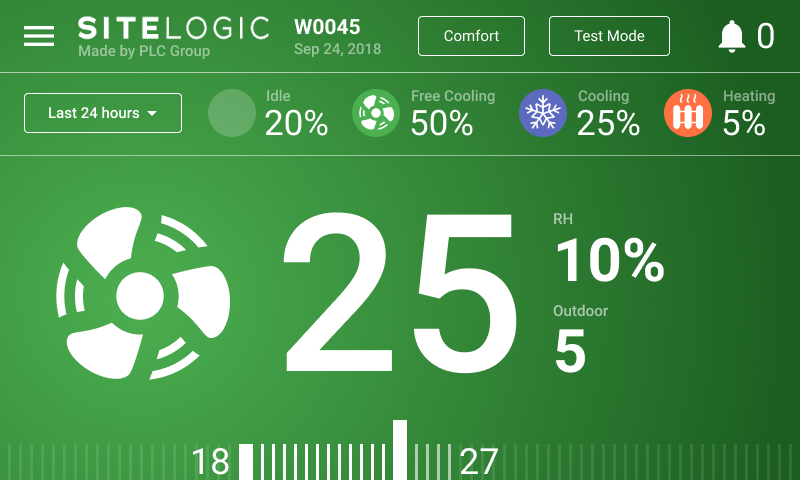 SITELOGIC
Made by PLC Group
W0045
Sep 24, 2018
Comfort
Test Mode
0
Last 24 hours
Idle
20%
Free Cooling
50%
Cooling
25%
Heating
5%
25
RH
10%
Outdoor
5
18
27